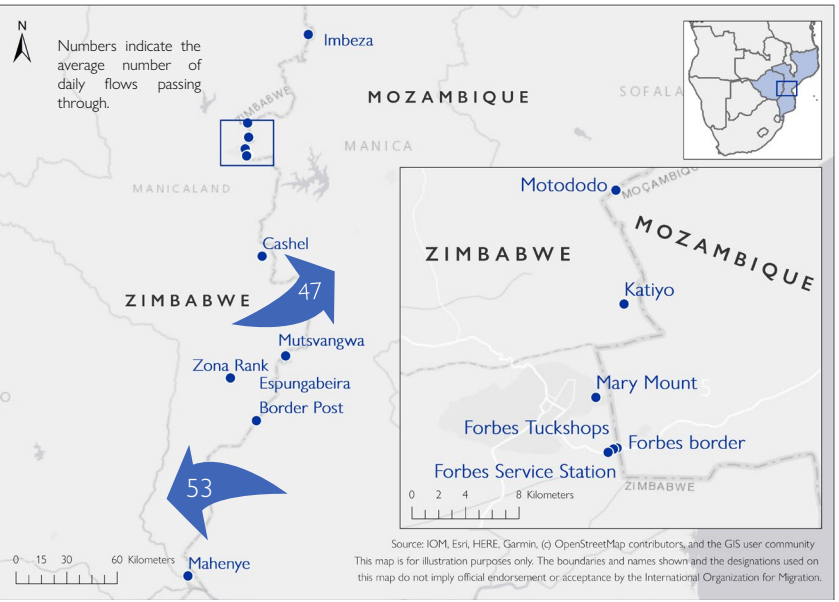 N
Numbers indicate the
average number of
daily flows passing
through.
Imbeza
MOZAMBIQUE
SOFALA
ZIMBABWE
MANICA
MANICALAND
Cashel
ZIMBABWE
47
Mutsvangwa
Zona Rank
Espungabeira
Border Post
53
Mahenye
0 15 30 60 Kilometers
Motododo
MOÇAMBIQU
ZIMBABWE
MOZAMBIQUE
Katiyo
Mary Mount
5
Forbes Tuckshops
Forbes border
Forbes Service Station
ZIMBABWE
0 2 4 8 Kilometers
Source: IOM, Esri, HERE, Garmin, (c) OpenStreetMap contributors, and the GIS user community
This map is for illustration purposes only. The boundaries and names shown and the designations used on
this map do not imply official endorsement or acceptance by the International Organization for Migration.